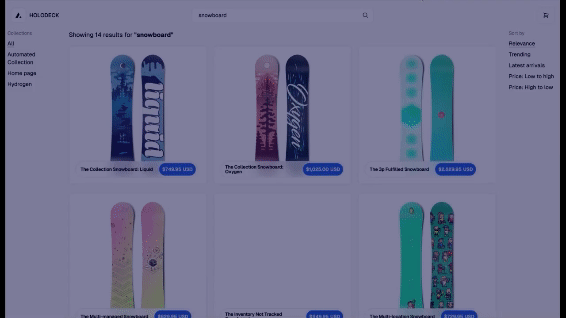 HOLODECK
snowboard
Collections
All
Automated
Collection
Home page
Hydrogen
Showing 14 results for "snowboard"
Sort by
Relevance
Trending
Latest arrivals
Price: Low to high
Price: High to low
liquid
Oxygen
The Collection Snowboard: Liquid
$749.95 USD
The Collection Snowboard:
Oxygen
$1,025.00 USD
The 3p Fulfilled Snowboard
$2,629.95 USD
The Multi-managed Snowboard
$629.95 USD
The Inventory Not Tracked
$949.95 USD
The Multi-location Snowboard
$729.95 USD